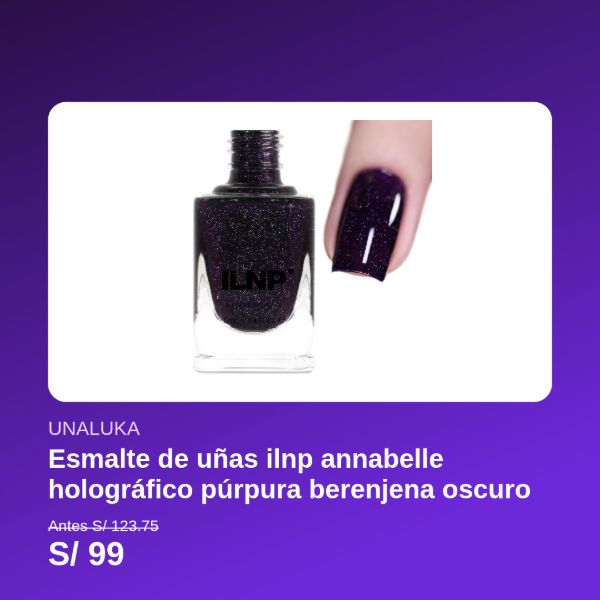 ILNP
UNALUKA
Esmalte de uñas ilnp annabelle
holográfico púrpura berenjena oscuro
Antes S/ 123.75
S/ 99